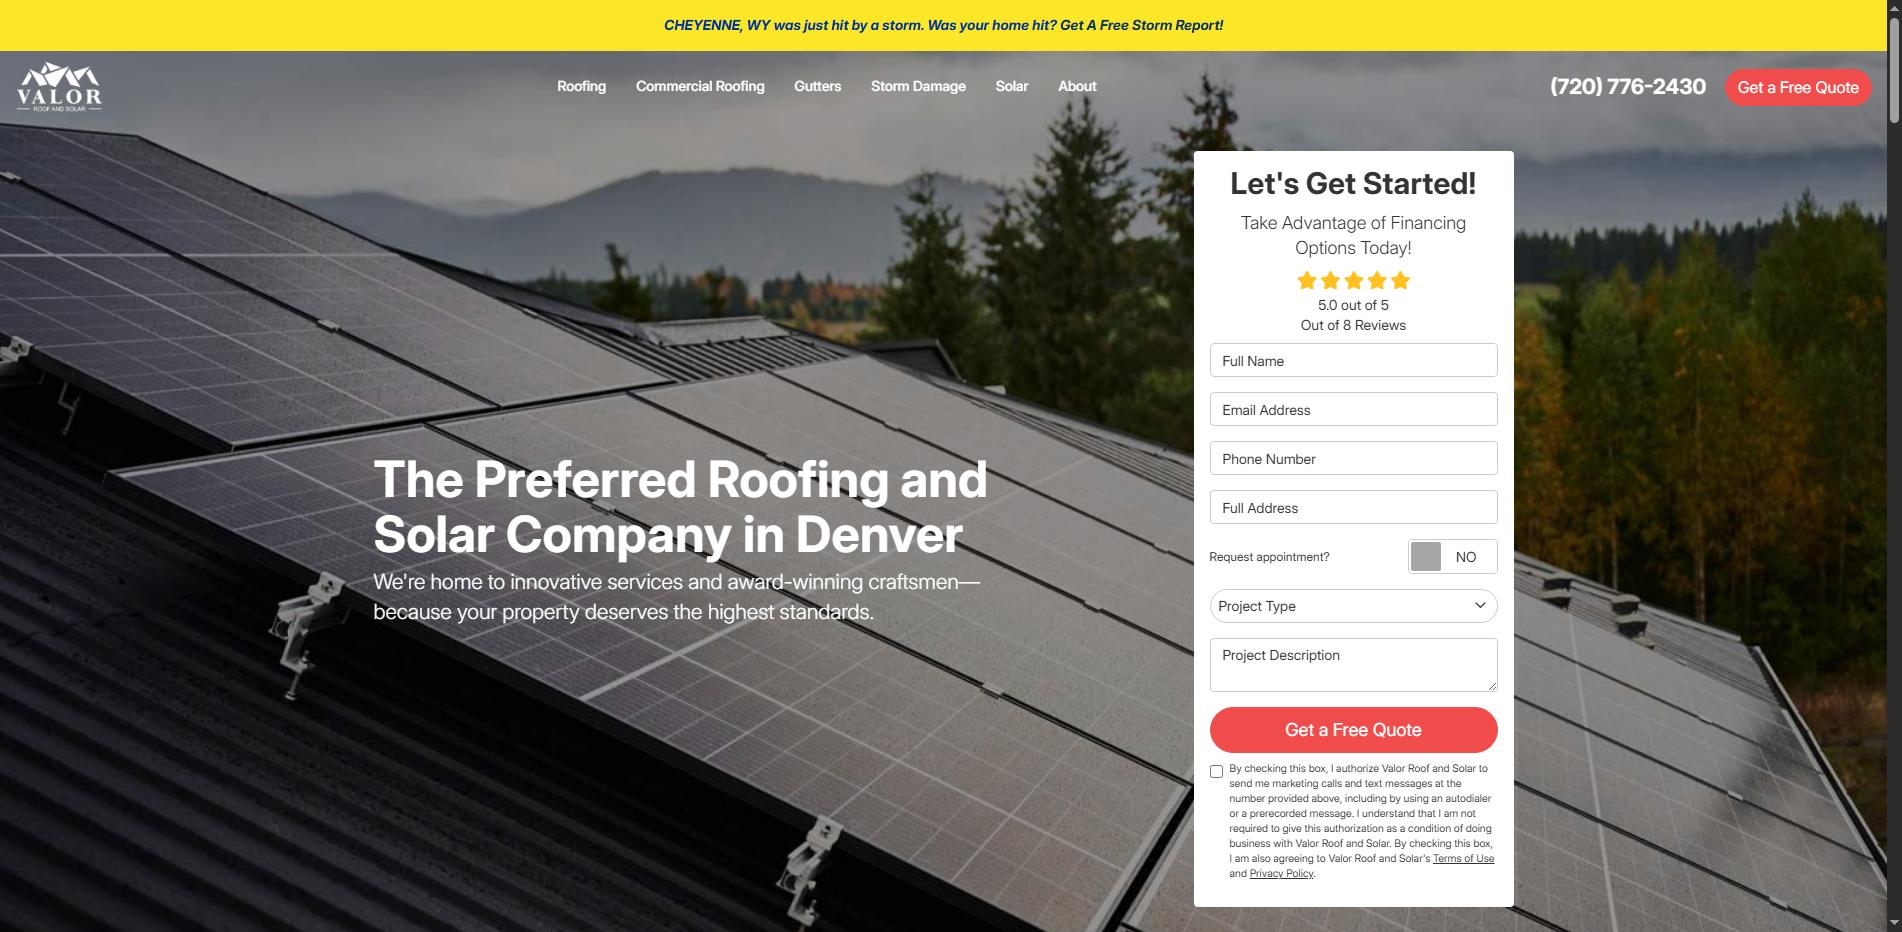 CHEYENNE, WY was just hit by a storm. Was your home hit? Get A Free Storm Report!
VALOR
ROOF AND SOLAR
Roofing
Commercial Roofing
Gutters
Storm Damage
Solar
About
(720) 776-2430
Get a Free Quote
The Preferred Roofing and
Solar Company in Denver
We're home to innovative services and award-winning craftsmen—
because your property deserves the highest standards.
Let's Get Started!
Take Advantage of Financing
Options Today!
5.0 out of 5
Out of 8 Reviews
Full Name
Email Address
Phone Number
Full Address
Request appointment?
NO
Project Type
Project Description
Get a Free Quote
By checking this box, I authorize Valor Roof and Solar to
send me marketing calls and text messages at the
number provided above, including by using an autodialer
or a prerecorded message. I understand that I am not
required to give this authorization as a condition of doing
business with Valor Roof and Solar. By checking this box,
I am also agreeing to Valor Roof and Solar's Terms of Use
and Privacy Policy.